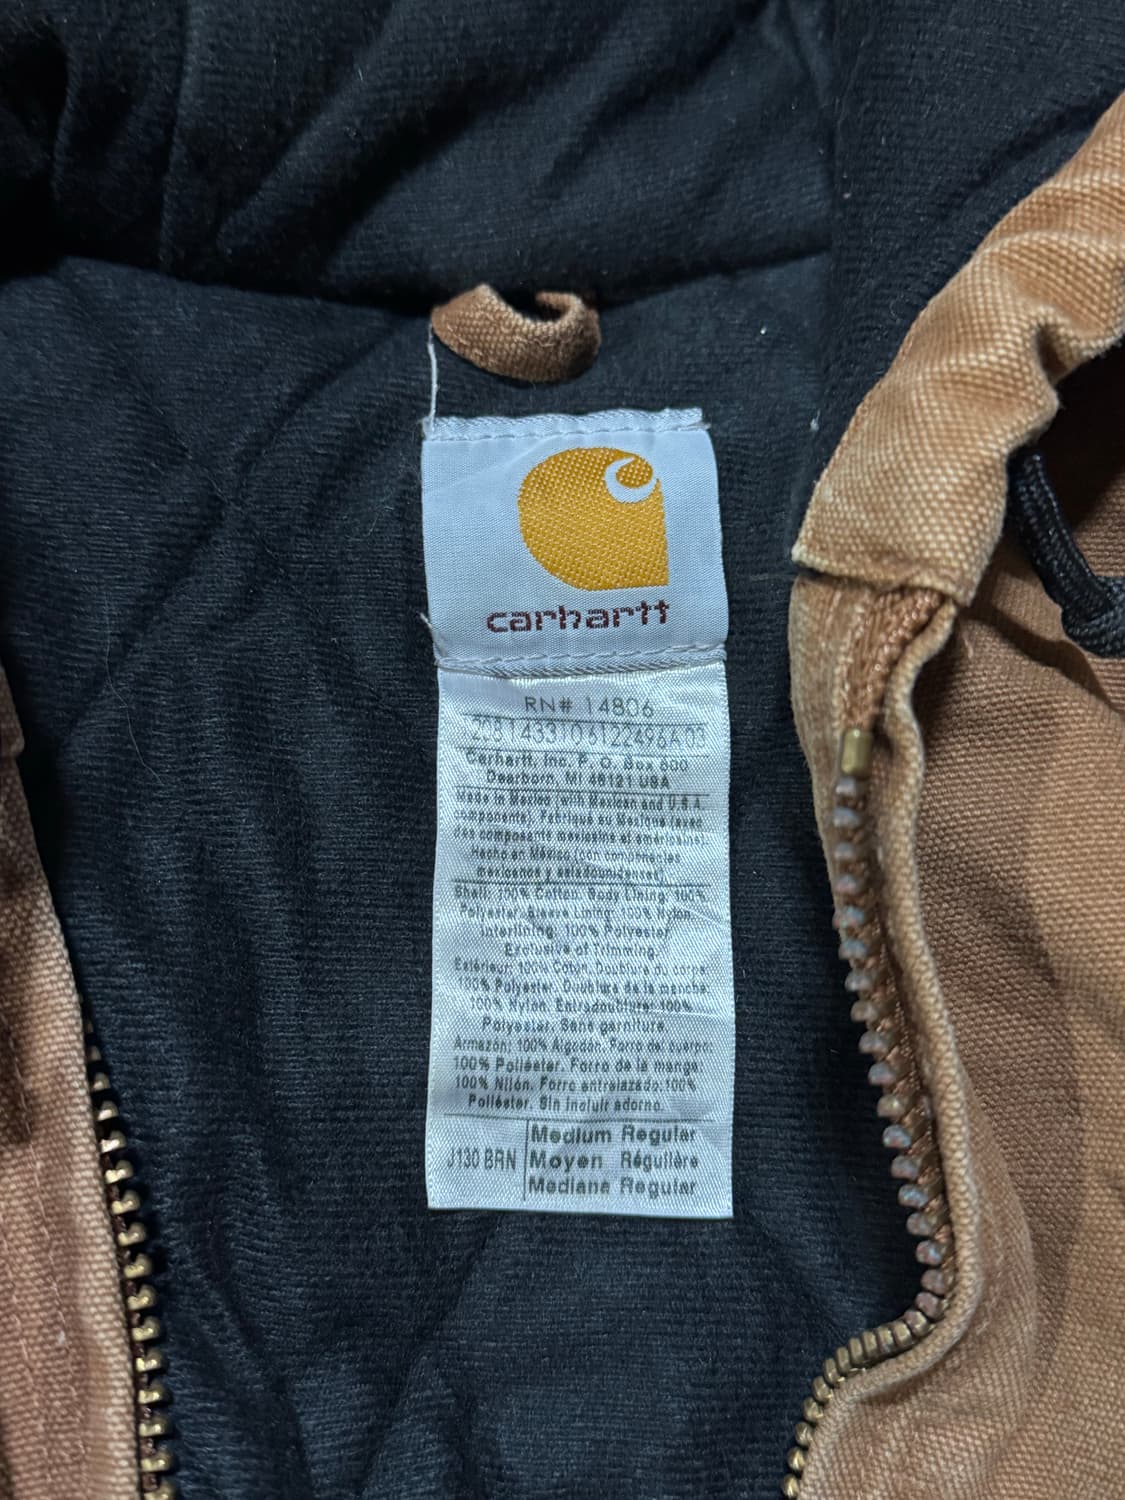 carhartt
RN# 14806
Carhartt, Inc. P. O. Box 600
Dearborn, MI 48121 USA
Made in Mexico (with Mexican and U.S.A.
components). Fabriqué au Mexique (avec
des composants mexicains et américains).
Hecho en México (con componentes
mexicanos y estadounidenses)
Shell: 100% Cotton. Body Lining: 100%
Polyester. Sleeve Lining: 100% Nylon.
Interlining: 100% Polyester
Exclusive of Trimming.
Extérieur: 100% Coton. Doublure du corps:
100% Polyester. Doublure de la manche:
100% Nylon. Entredoublure: 100%
Polyester. Sans garniture.
Armazón: 100% Algodón. Forro del cuerpo:
100% Poliéster. Forro de la manga:
100% Nilón. Forro entrelazado: 100%
Poliéster. Sin incluir adorno.
Medium Regular
J130 BRN Moyen Régulière
Mediana Regular